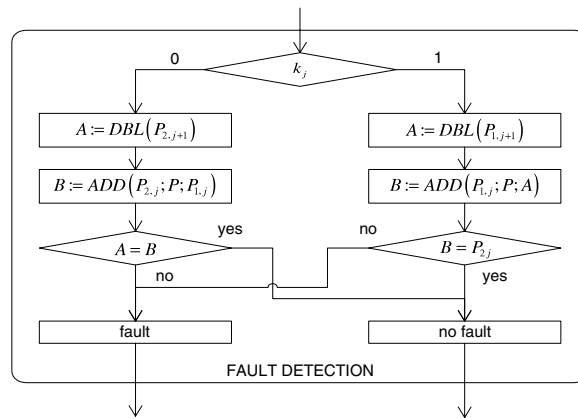 0
1
k_j
A := DBL(P_{2,j+1})
A := DBL(P_{1,j+1})
B := ADD(P_{2,j}; P; P_{1,j})
B := ADD(P_{1,j}; P; A)
yes
no
A = B
B = P_{2j}
no
yes
fault
no fault
FAULT DETECTION